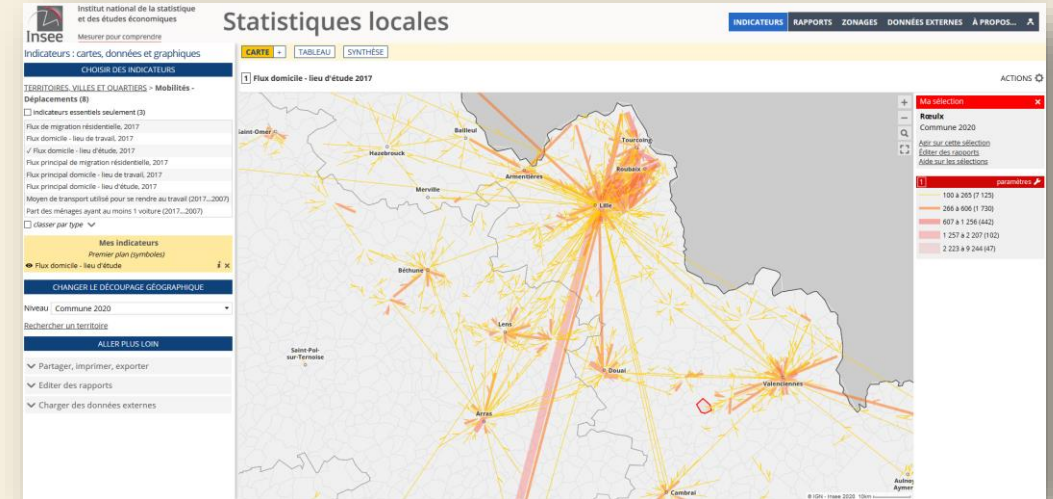 Institut national de la statistique
et des études économiques
Insee
Mesurer pour comprendre
Statistiques locales
INDICATEURS RAPPORTS ZONAGES DONNÉES EXTERNES À PROPOS...
Indicateurs : cartes, données et graphiques
CHOISIR DES INDICATEURS
TERRITOIRES, VILLES ET QUARTIERS > Mobilités -
Déplacements (8)
indicateurs essentiels seulement (3)
Flux de migration résidentielle, 2017
Flux domicile - lieu de travail, 2017
✓ Flux domicile - lieu d'étude, 2017
Flux principal de migration résidentielle, 2017
Flux principal domicile - lieu de travail, 2017
Flux principal domicile - lieu d'étude, 2017
Moyen de transport utilisé pour se rendre au travail (2017...2007)
Part des ménages ayant au moins 1 voiture (2017...2007)
classer par type
Mes indicateurs
Premier plan (symboles)
Flux domicile - lieu d'étude i ×
CHANGER LE DÉCOUPAGE GÉOGRAPHIQUE
Niveau Commune 2020
Rechercher un territoire
ALLER PLUS LOIN
Partager, imprimer, exporter
Editer des rapports
Charger des données externes
CARTE + TABLEAU SYNTHÈSE
1 Flux domicile - lieu d'étude 2017
ACTIONS
Saint-Omer
Bailleul
Hazebrouck
Tourcoing
Roubaix
Armentières
Merville
Lille
Béthune
Lens
Saint-Pol-
sur-Ternoise
Douai
Valenciennes
Arras
Cambrai
Aulnoy
Aymer
© IGN - Insee 2020 10km
+
−
Ma sélection ×
Rœulx
Commune 2020
Agir sur cette sélection
Éditer des rapports
Aide sur les sélections
1 paramètres
100 à 265 (7 125)
266 à 606 (1 730)
607 à 1 256 (442)
1 257 à 2 207 (102)
2 223 à 9 244 (47)